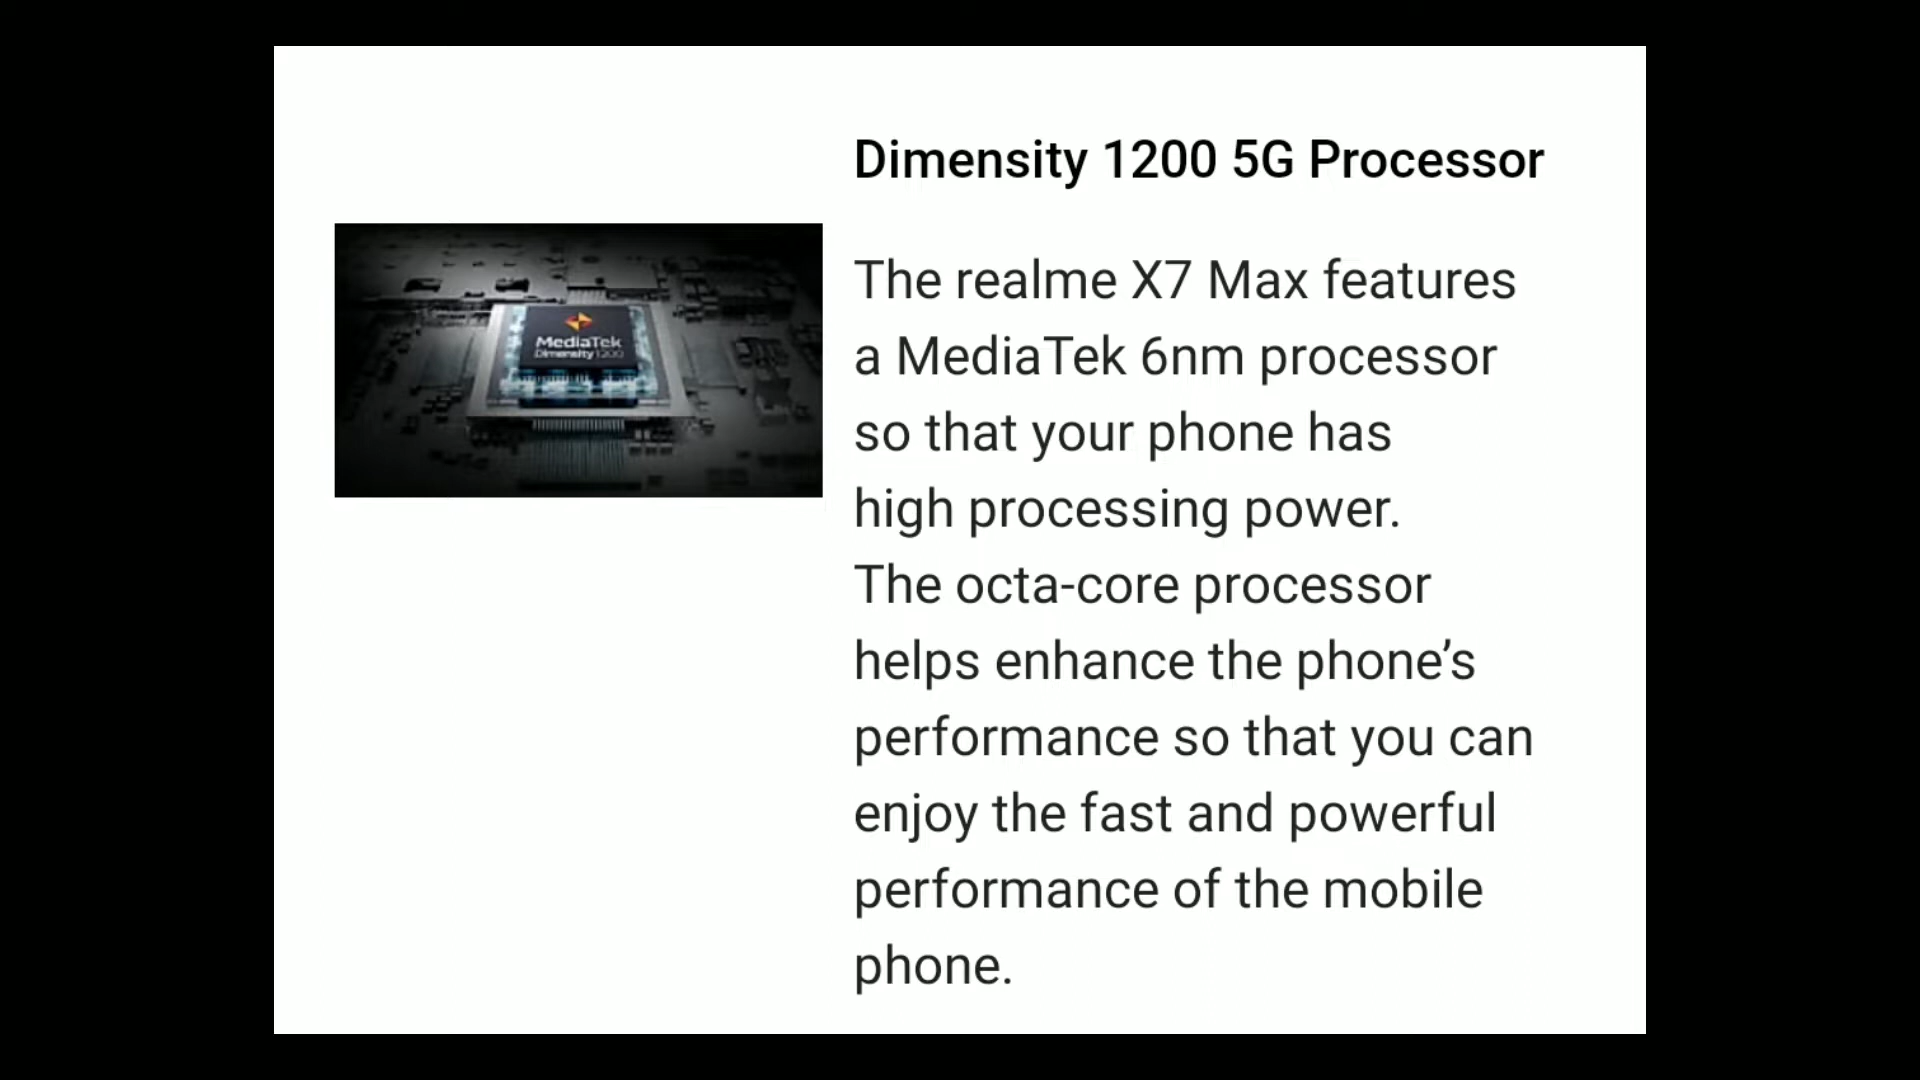 Dimensity 1200 5G Processor
MediaTek
Dimensity 1200
The realme X7 Max features
a MediaTek 6nm processor
so that your phone has
high processing power.
The octa-core processor
helps enhance the phone’s
performance so that you can
enjoy the fast and powerful
performance of the mobile
phone.